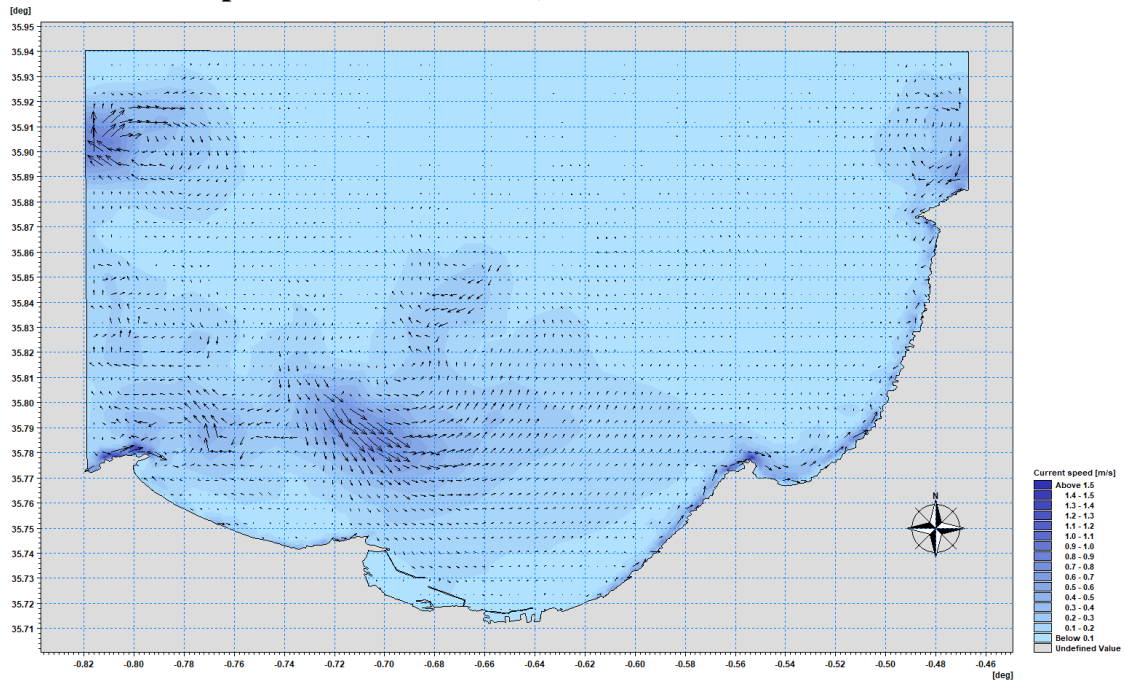 [deg]
35.95
35.94
35.93
35.92
35.91
35.90
35.89
35.88
35.87
35.86
35.85
35.84
35.83
35.82
35.81
35.80
35.79
35.78
35.77
35.76
35.75
35.74
35.73
35.72
35.71
-0.82 -0.80 -0.78 -0.76 -0.74 -0.72 -0.70 -0.68 -0.66 -0.64 -0.62 -0.60 -0.58 -0.56 -0.54 -0.52 -0.50 -0.48 -0.46
[deg]
N
Current speed [m/s]
Above 1.5
1.4 - 1.5
1.3 - 1.4
1.2 - 1.3
1.1 - 1.2
1.0 - 1.1
0.9 - 1.0
0.8 - 0.9
0.7 - 0.8
0.6 - 0.7
0.5 - 0.6
0.4 - 0.5
0.3 - 0.4
0.2 - 0.3
0.1 - 0.2
Below 0.1
Undefined Value